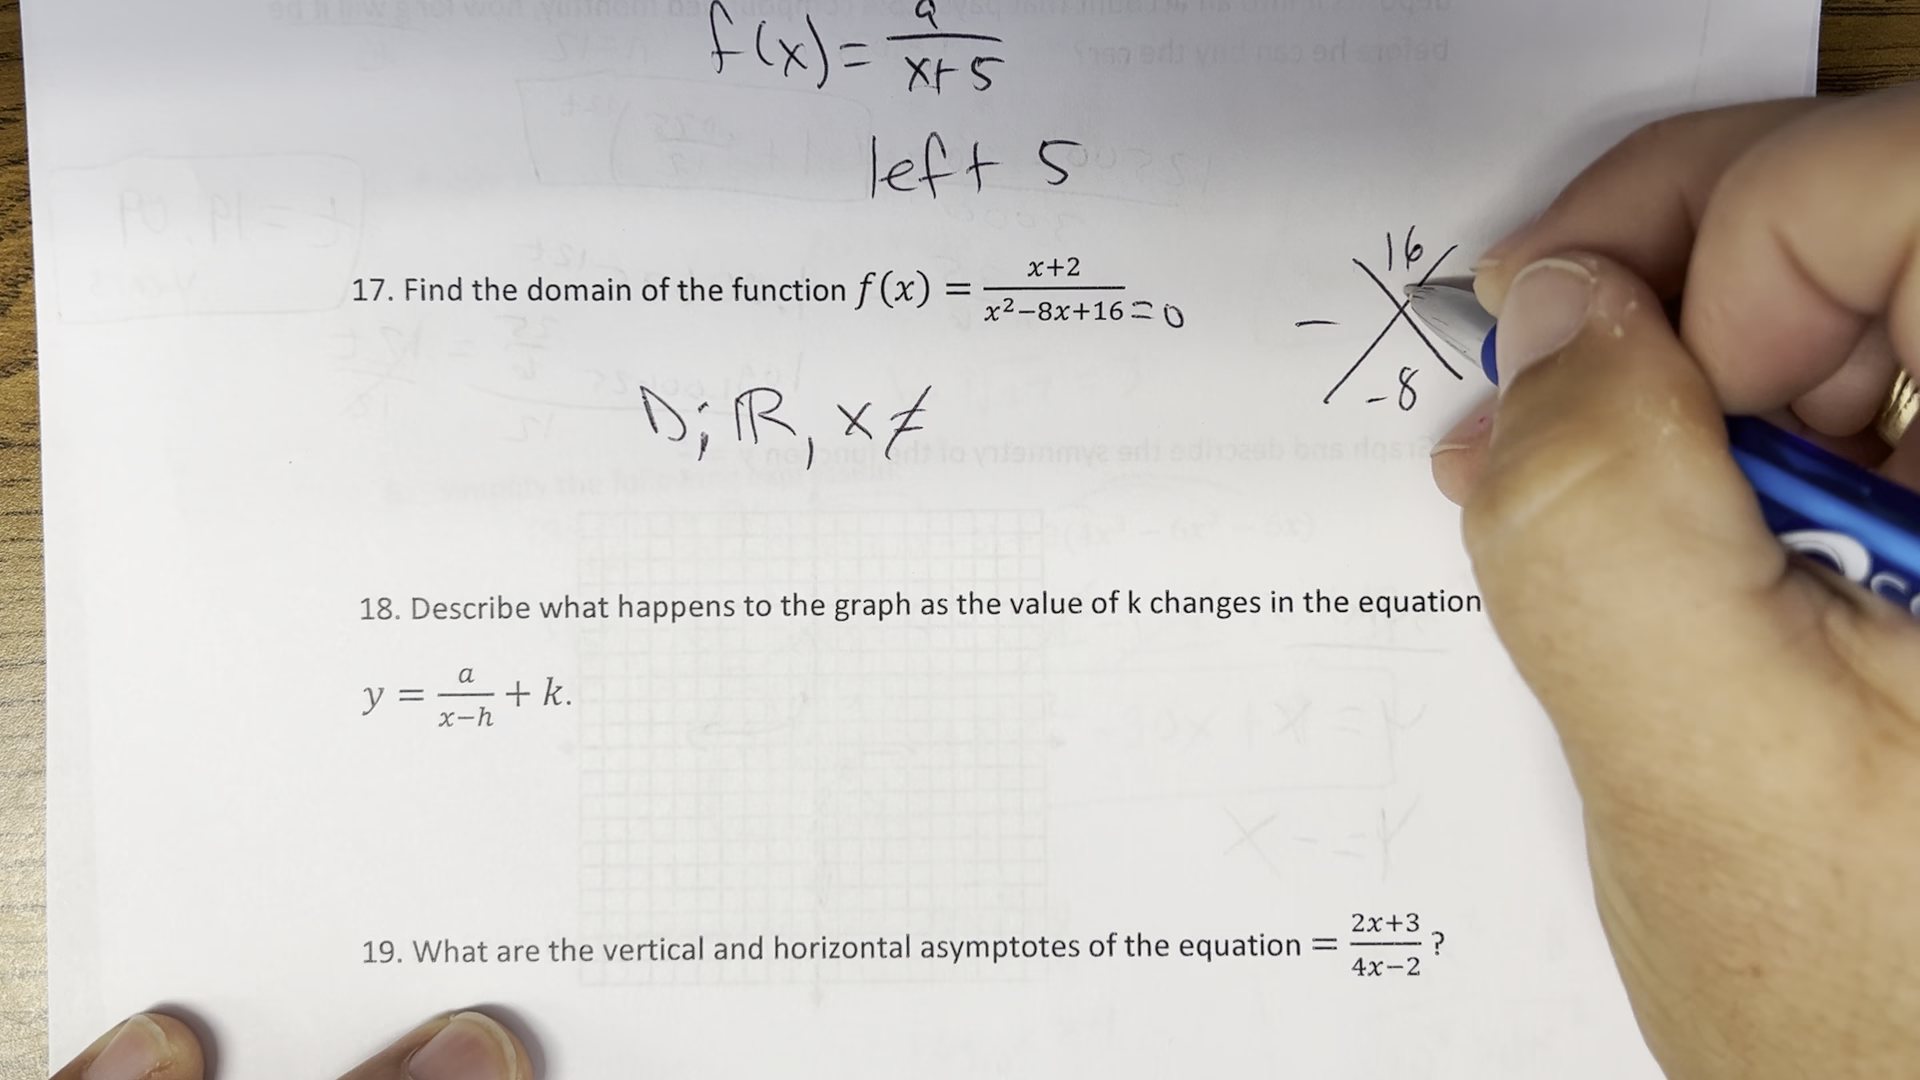 f(x) = a/(x+5)
left 5
17. Find the domain of the function f(x) = (x+2)/(x²−8x+16) = 0
16
−
-8
D; ℝ, x ≠
18. Describe what happens to the graph as the value of k changes in the equation
y = a/(x−h) + k.
19. What are the vertical and horizontal asymptotes of the equation = (2x+3)/(4x−2) ?